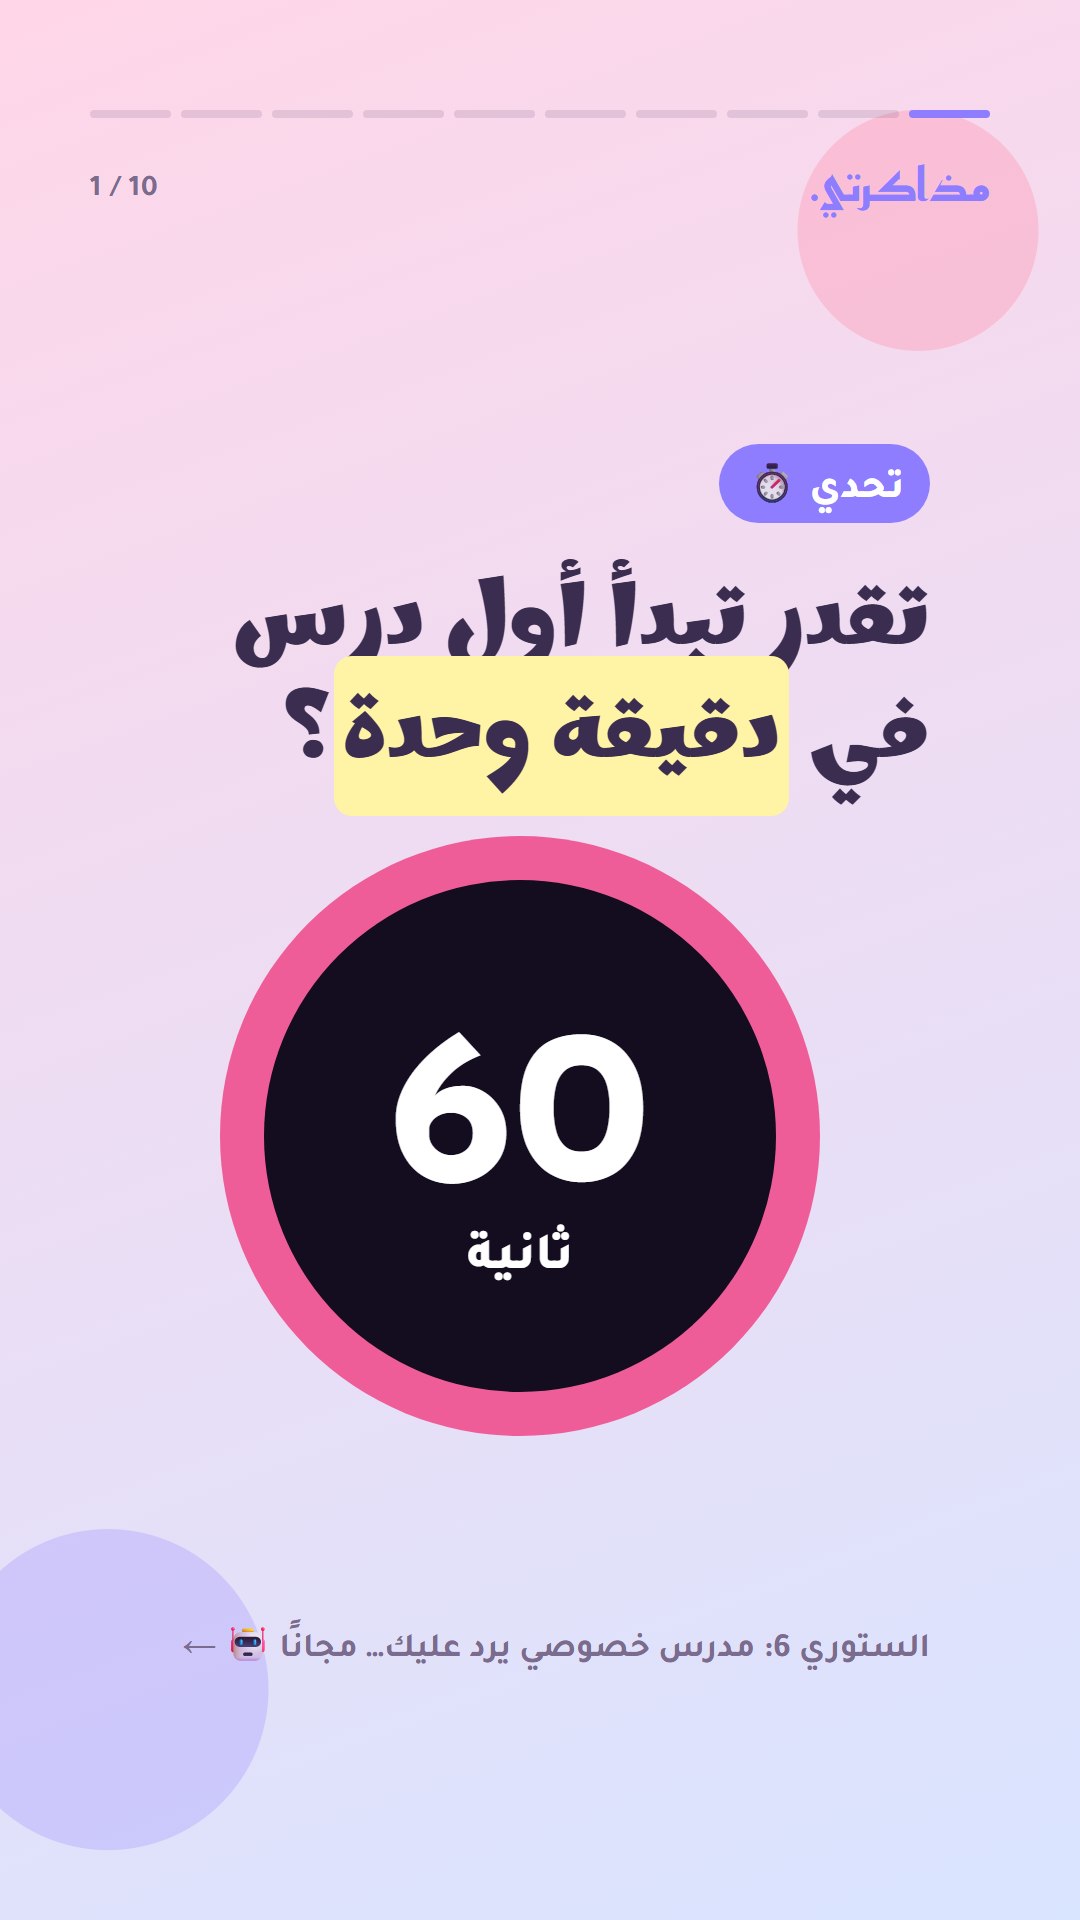 مذاكرتي.
1 / 10
تحدي ⏱
تقدر تبدأ أول درس
في دقيقة وحدة؟
60
ثانية
الستوري 6: مدرس خصوصي يرد عليك... مجانًا 🤖 ←